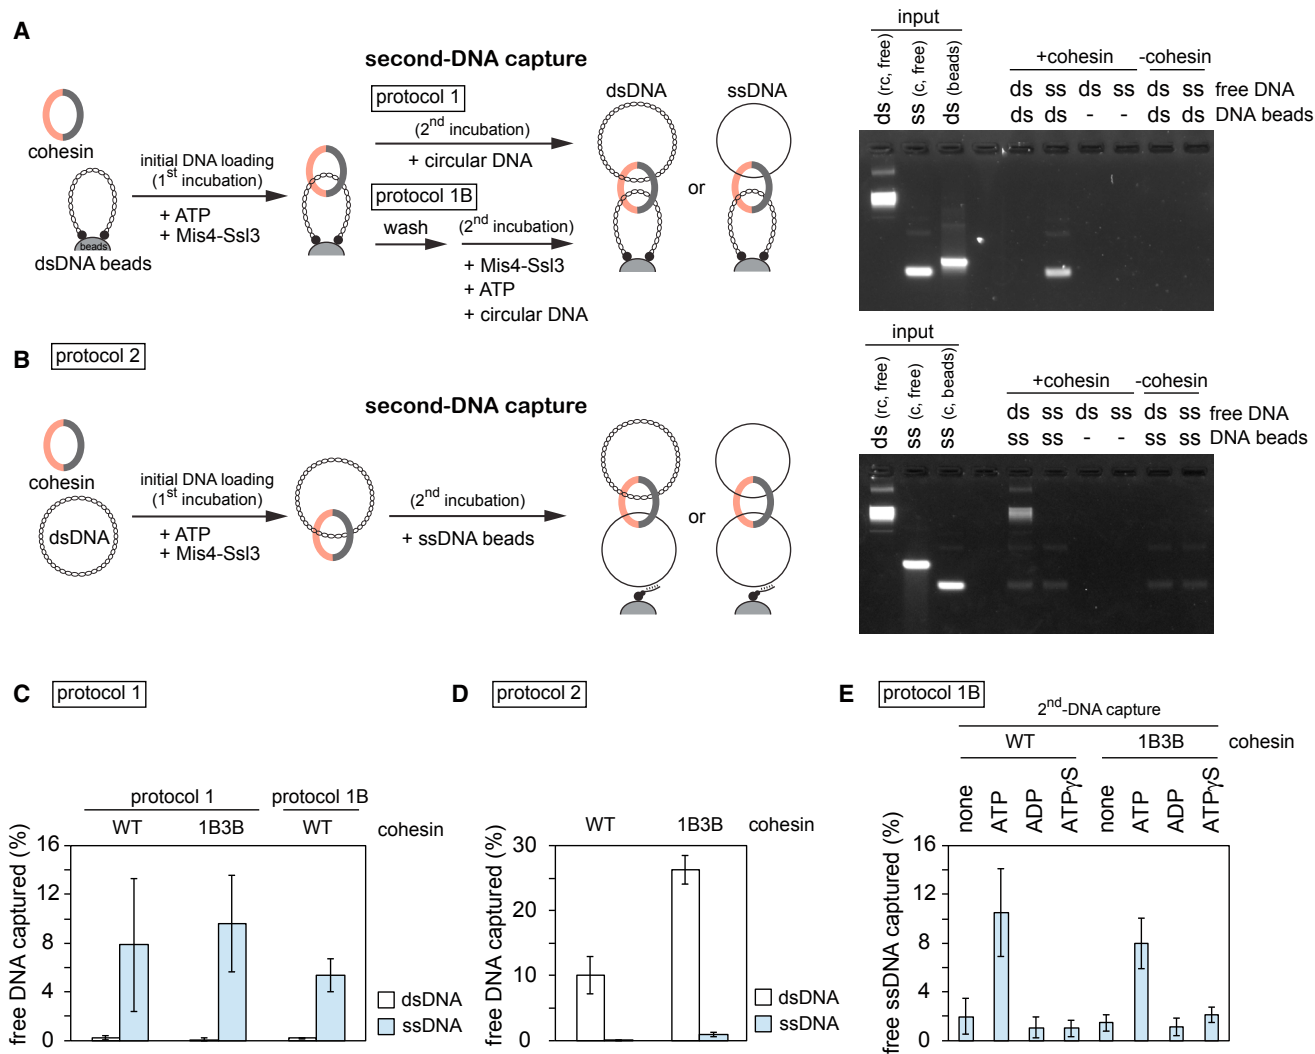 A
second-DNA capture
protocol 1
(2nd incubation)
+ circular DNA
cohesin
initial DNA loading
(1st incubation)
+ ATP
+ Mis4-Ssl3
beads
dsDNA beads
protocol 1B
wash
(2nd incubation)
+ Mis4-Ssl3
+ ATP
+ circular DNA
dsDNA
or
ssDNA
input
ds (rc, free)
ss (c, free)
ds (beads)
+cohesin -cohesin
ds ss ds ss ds ss free DNA
ds ds - - ds ds DNA beads
B
protocol 2
second-DNA capture
cohesin
dsDNA
initial DNA loading
(1st incubation)
+ ATP
+ Mis4-Ssl3
(2nd incubation)
+ ssDNA beads
or
input
ds (rc, free)
ss (c, free)
ss (c, beads)
+cohesin -cohesin
ds ss ds ss ds ss free DNA
ss ss - - ss ss DNA beads
C
protocol 1
protocol 1 protocol 1B
WT 1B3B WT cohesin
free DNA captured (%)
16
12
8
4
0
dsDNA
ssDNA
D
protocol 2
WT 1B3B cohesin
free DNA captured (%)
30
20
10
0
dsDNA
ssDNA
E
protocol 1B
2nd-DNA capture
WT 1B3B cohesin
none ATP ADP ATPγS none ATP ADP ATPγS
free ssDNA captured (%)
16
12
8
4
0